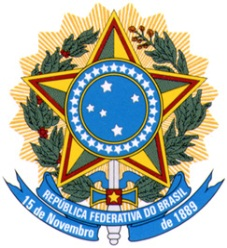 REPÚBLICA FEDERATIVA DO BRASIL
15 de Novembro de 1889